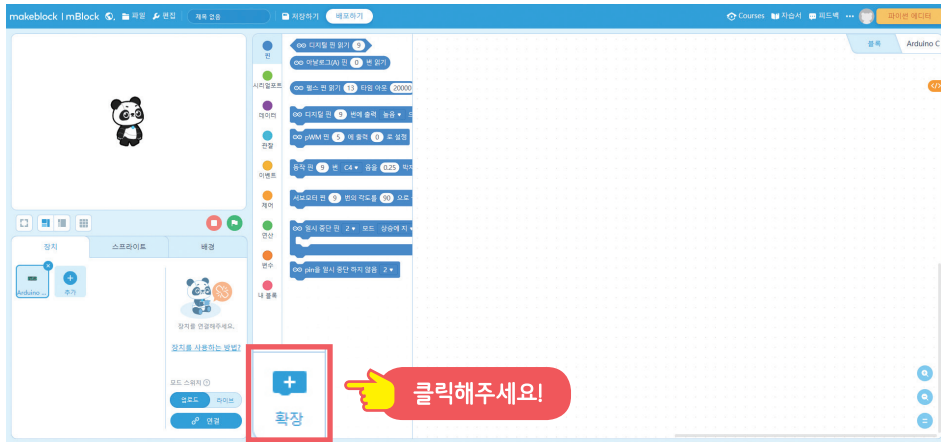 makeblock | mBlock 파일 편집 제목 없음 저장하기 배포하기 Courses 자습서 피드백 파이썬 에디터
블록 Arduino C
핀
시리얼포트
데이터
관찰
이벤트
제어
연산
변수
내 블록
디지털 핀 읽기 9
아날로그(A) 핀 0 번 읽기
펄스 핀 읽기 13 타임 아웃 20000
디지털 핀 9 번에 출력 높음
pWM 핀 5 에 출력 0 로 설정
음악 핀 9 번 C4 음을 0.25 박자
서보모터 핀 9 번의 각도를 90 으로
일시 중단 핀 2 모드 상승에 지
pin을 일시 중단 하지 않음 2
장치 스프라이트 배경
Arduino ...
추가
장치를 연결해주세요.
장치를 사용하는 방법?
모드 스위치
업로드 라이브
연결
확장
클릭해주세요!